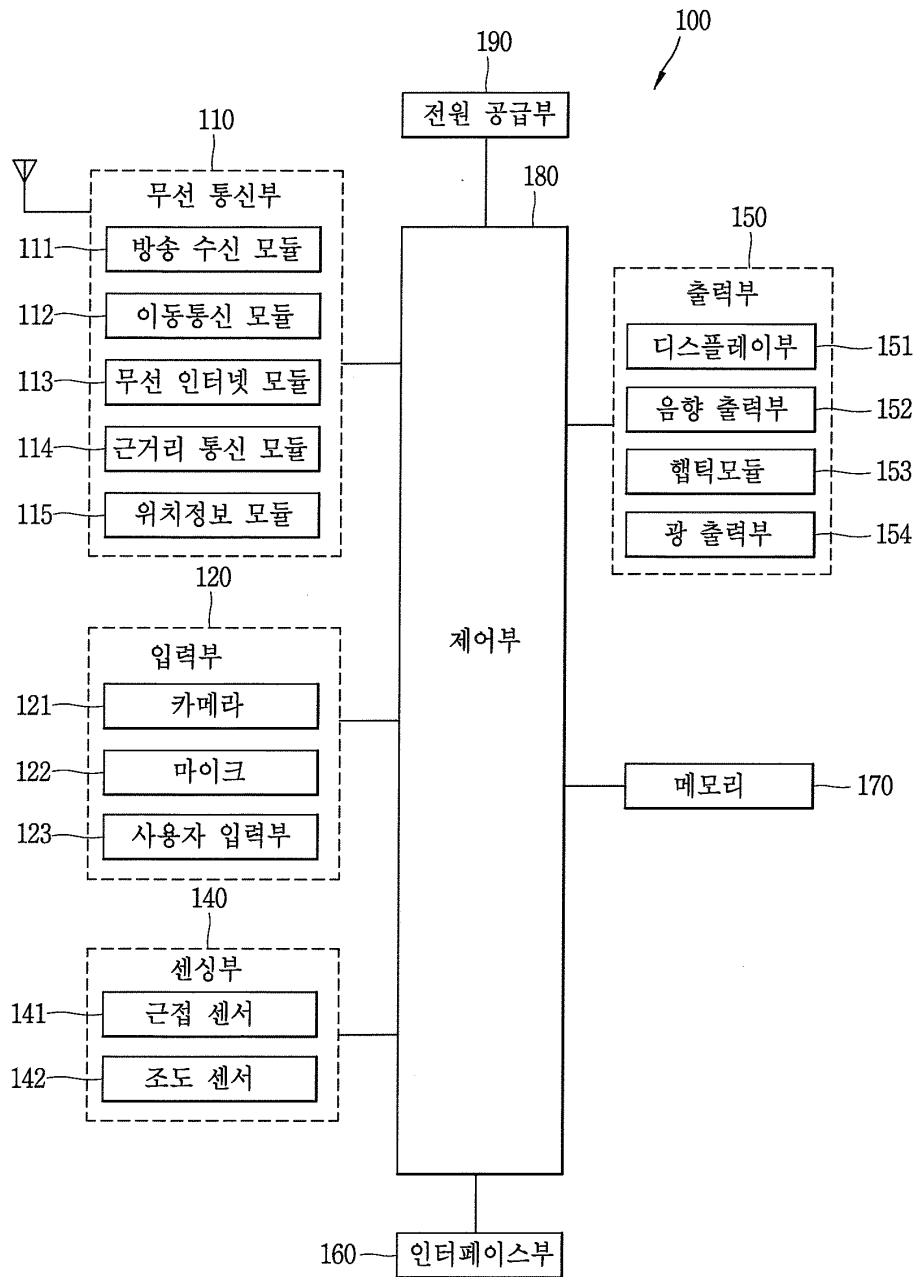 100
190
전원 공급부
110
무선 통신부
111 방송 수신 모듈
112 이동통신 모듈
113 무선 인터넷 모듈
114 근거리 통신 모듈
115 위치정보 모듈
120
입력부
121 카메라
122 마이크
123 사용자 입력부
140
센싱부
141 근접 센서
142 조도 센서
180
제어부
150
출력부
디스플레이부 151
음향 출력부 152
햅틱모듈 153
광 출력부 154
메모리 170
160 인터페이스부